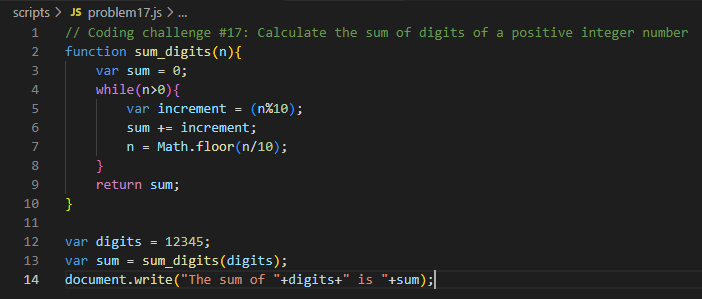 scripts > JS problem17.js > ...
1 // Coding challenge #17: Calculate the sum of digits of a positive integer number
2 function sum_digits(n){
3     var sum = 0;
4     while(n>0){
5         var increment = (n%10);
6         sum += increment;
7         n = Math.floor(n/10);
8     }
9     return sum;
10 }
11
12 var digits = 12345;
13 var sum = sum_digits(digits);
14 document.write("The sum of "+digits+" is "+sum);